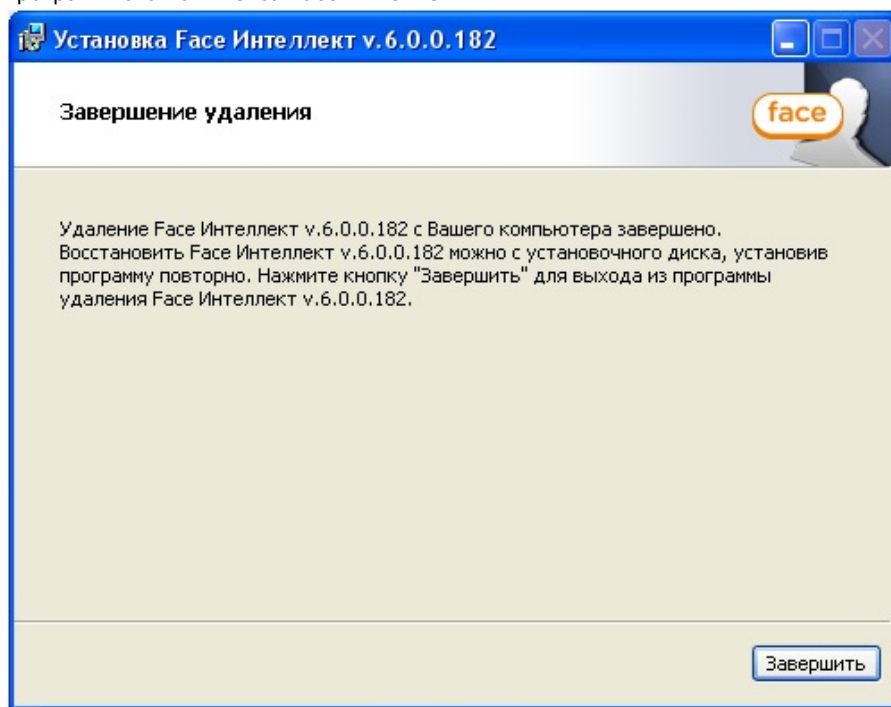 Установка Face Интеллект v.6.0.0.182
Завершение удаления
face
Удаление Face Интеллект v.6.0.0.182 с Вашего компьютера завершено.
Восстановить Face Интеллект v.6.0.0.182 можно с установочного диска, установив
программу повторно. Нажмите кнопку "Завершить" для выхода из программы
удаления Face Интеллект v.6.0.0.182.
Завершить